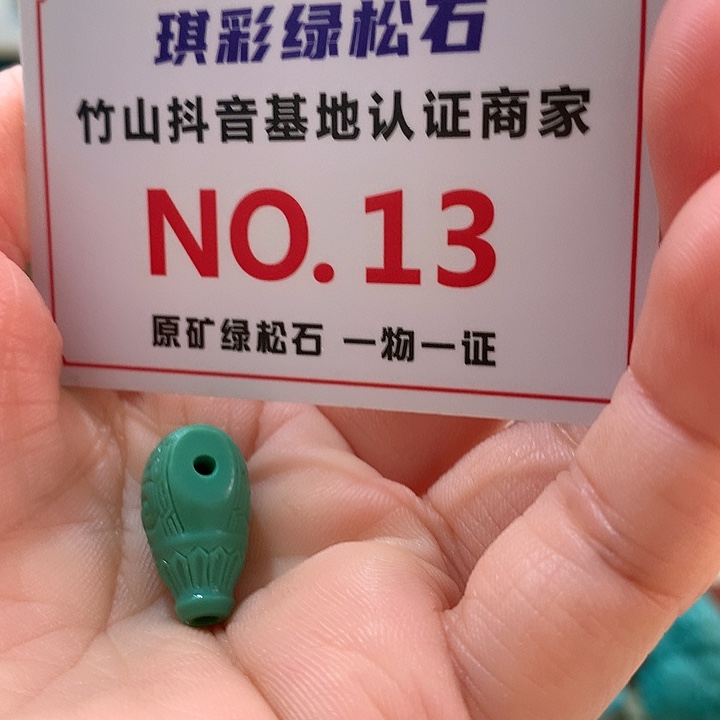 琪彩绿松石
竹山抖音基地认证商家
NO.13
原矿绿松石 一物一证